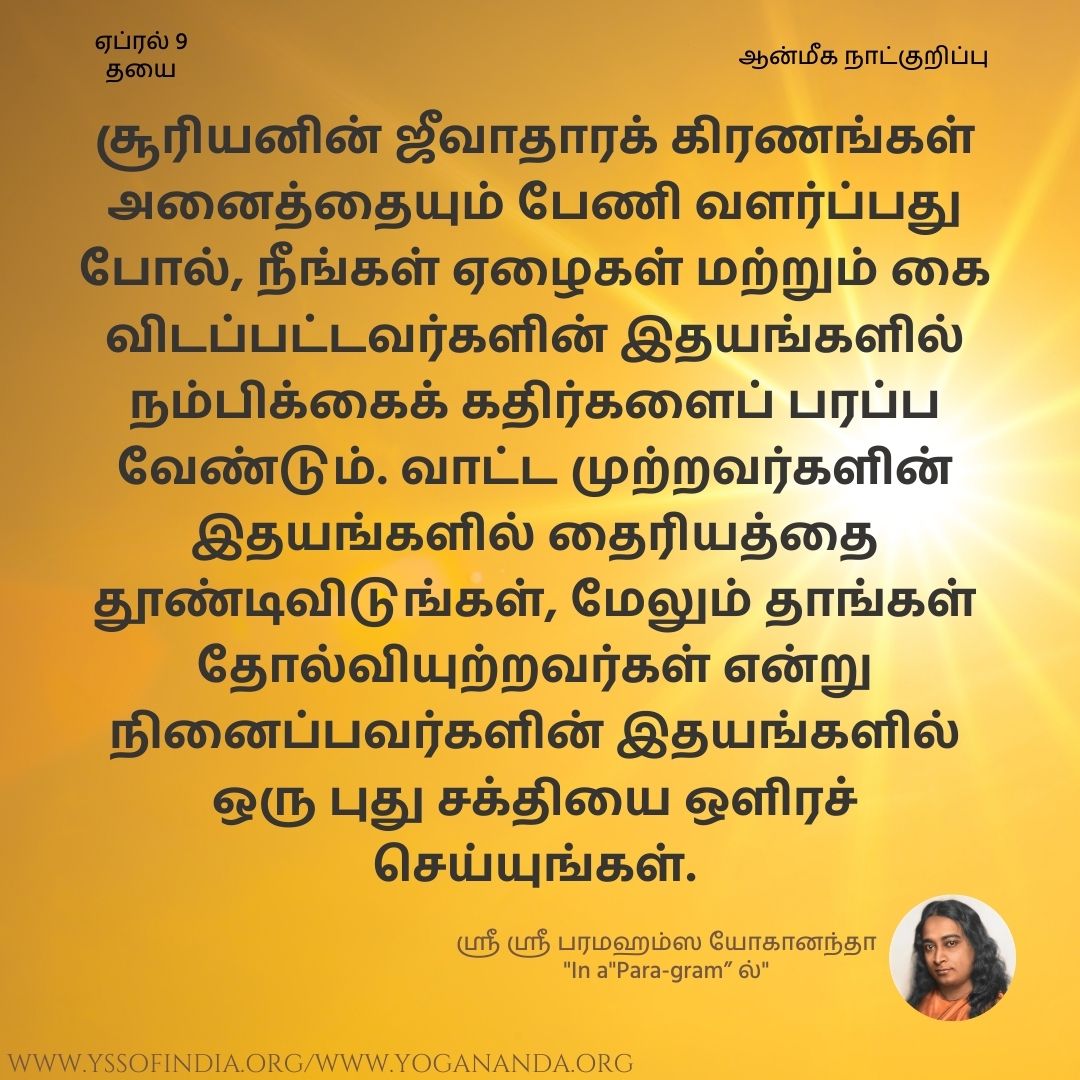 ஏப்ரல் 9
தயை
ஆன்மீக நாட்குறிப்பு
சூரியனின் ஜீவாதாரக் கிரணங்கள்
அனைத்தையும் பேணி வளர்ப்பது
போல், நீங்கள் ஏழைகள் மற்றும் கை
விடப்பட்டவர்களின் இதயங்களில்
நம்பிக்கைக் கதிர்களைப் பரப்ப
வேண்டும். வாட்ட முற்றவர்களின்
இதயங்களில் தைரியத்தை
தூண்டிவிடுங்கள், மேலும் தாங்கள்
தோல்வியுற்றவர்கள் என்று
நினைப்பவர்களின் இதயங்களில்
ஒரு புது சக்தியை ஒளிரச்
செய்யுங்கள்.
ஸ்ரீ ஸ்ரீ பரமஹம்ஸ யோகானந்தா
"In a"Para-gram” ல்"
WWW.YSSOFINDIA.ORG/WWW.YOGANANDA.ORG